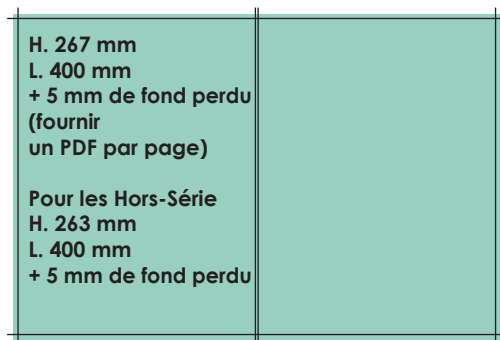 H. 267 mm
L. 400 mm
+ 5 mm de fond perdu
(fournir
un PDF par page)
Pour les Hors-Série
H. 263 mm
L. 400 mm
+ 5 mm de fond perdu